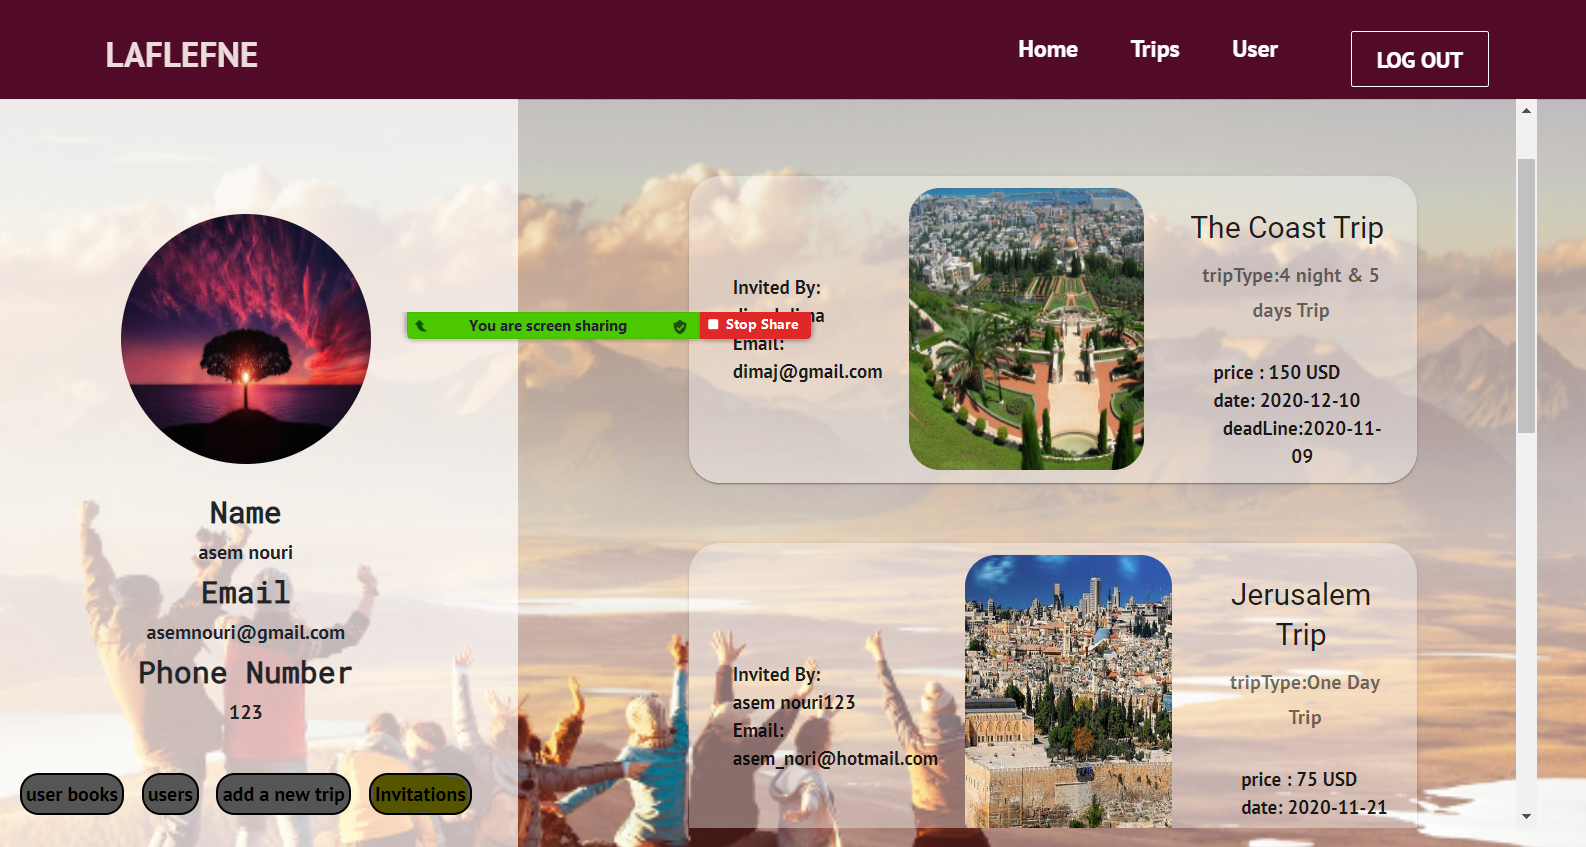 LAFLEFNE
Home
Trips
User
LOG OUT
Name
asem nouri
Email
asemnouri@gmail.com
Phone Number
123
user books
users
add a new trip
Invitations
You are screen sharing
Stop Share
Invited By:
Email:
dimaj@gmail.com
The Coast Trip
tripType:4 night & 5
days Trip
price : 150 USD
date: 2020-12-10
deadLine:2020-11-
09
Invited By:
asem nouri123
Email:
asem_nori@hotmail.com
Jerusalem
Trip
tripType:One Day
Trip
price : 75 USD
date: 2020-11-21